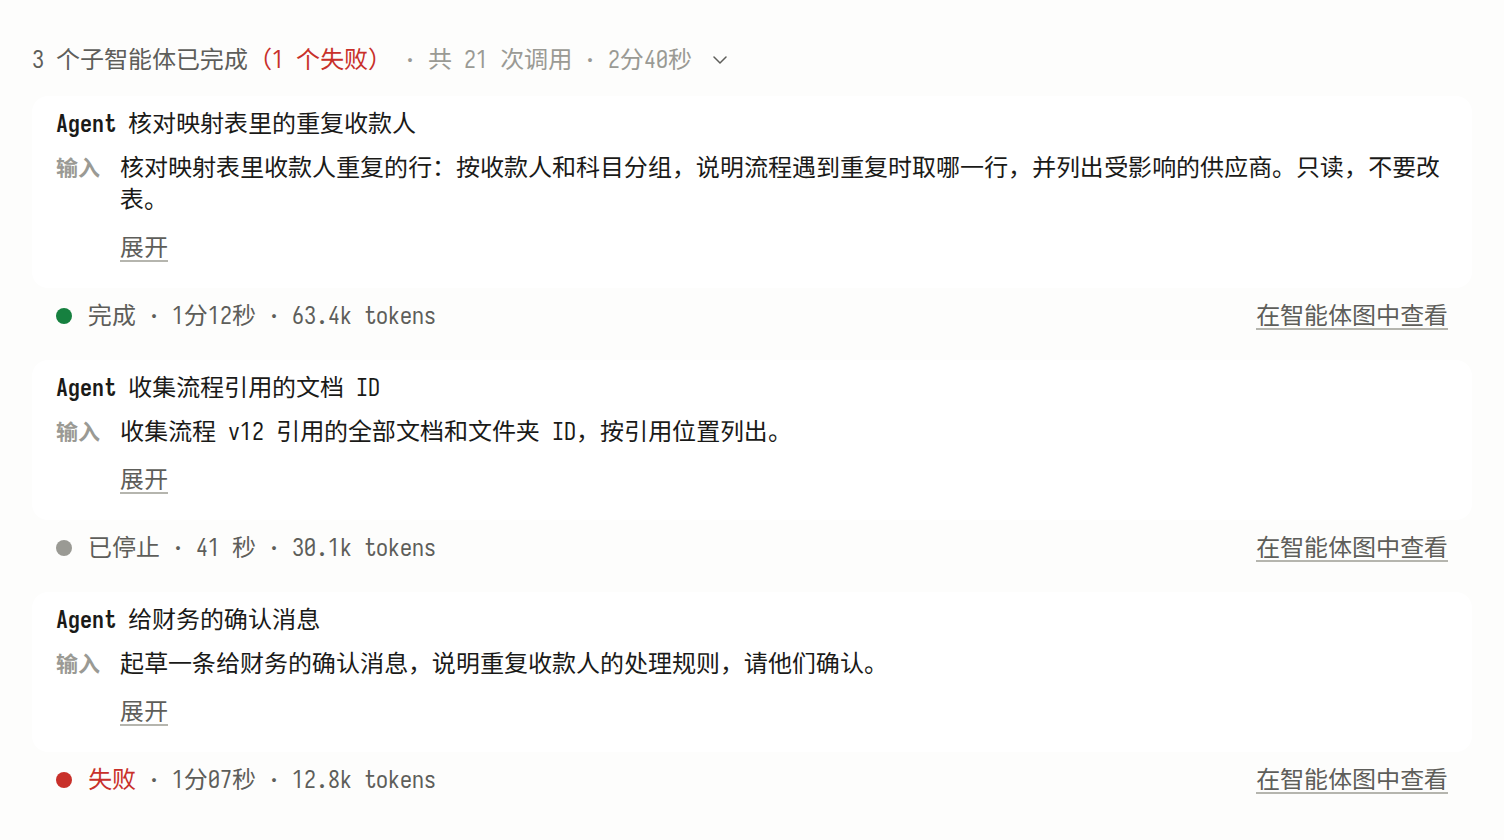 3 个子智能体已完成（1 个失败） · 共 21 次调用 · 2分40秒
Agent 核对映射表里的重复收款人
输入 核对映射表里收款人重复的行：按收款人和科目分组，说明流程遇到重复时取哪一行，并列出受影响的供应商。只读，不要改
表。
展开
完成 · 1分12秒 · 63.4k tokens 在智能体图中查看
Agent 收集流程引用的文档 ID
输入 收集流程 v12 引用的全部文档和文件夹 ID，按引用位置列出。
展开
已停止 · 41 秒 · 30.1k tokens 在智能体图中查看
Agent 给财务的确认消息
输入 起草一条给财务的确认消息，说明重复收款人的处理规则，请他们确认。
展开
失败 · 1分07秒 · 12.8k tokens 在智能体图中查看